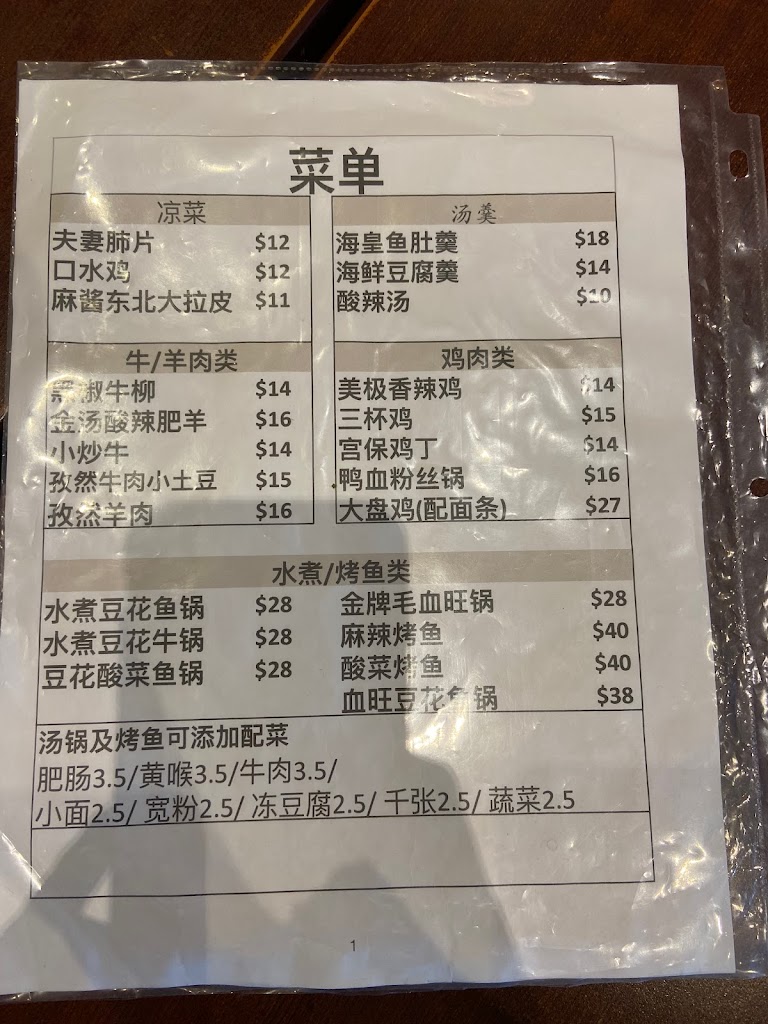 菜单
凉菜
夫妻肺片 $12
口水鸡 $12
麻酱东北大拉皮 $11
汤羹
海皇鱼肚羹 $18
海鲜豆腐羹 $14
酸辣汤 $10
牛/羊肉类
黑椒牛柳 $14
金汤酸辣肥羊 $16
小炒牛 $14
孜然牛肉小土豆 $15
孜然羊肉 $16
鸡肉类
美极香辣鸡 $14
三杯鸡 $15
宫保鸡丁 $14
鸭血粉丝锅 $16
大盘鸡(配面条) $27
水煮/烤鱼类
水煮豆花鱼锅 $28
水煮豆花牛锅 $28
豆花酸菜鱼锅 $28
金牌毛血旺锅 $28
麻辣烤鱼 $40
酸菜烤鱼 $40
血旺豆花鱼锅 $38
汤锅及烤鱼可添加配菜
肥肠3.5/黄喉3.5/牛肉3.5/
小面2.5/ 宽粉2.5/ 冻豆腐2.5/ 千张2.5/ 蔬菜2.5
1